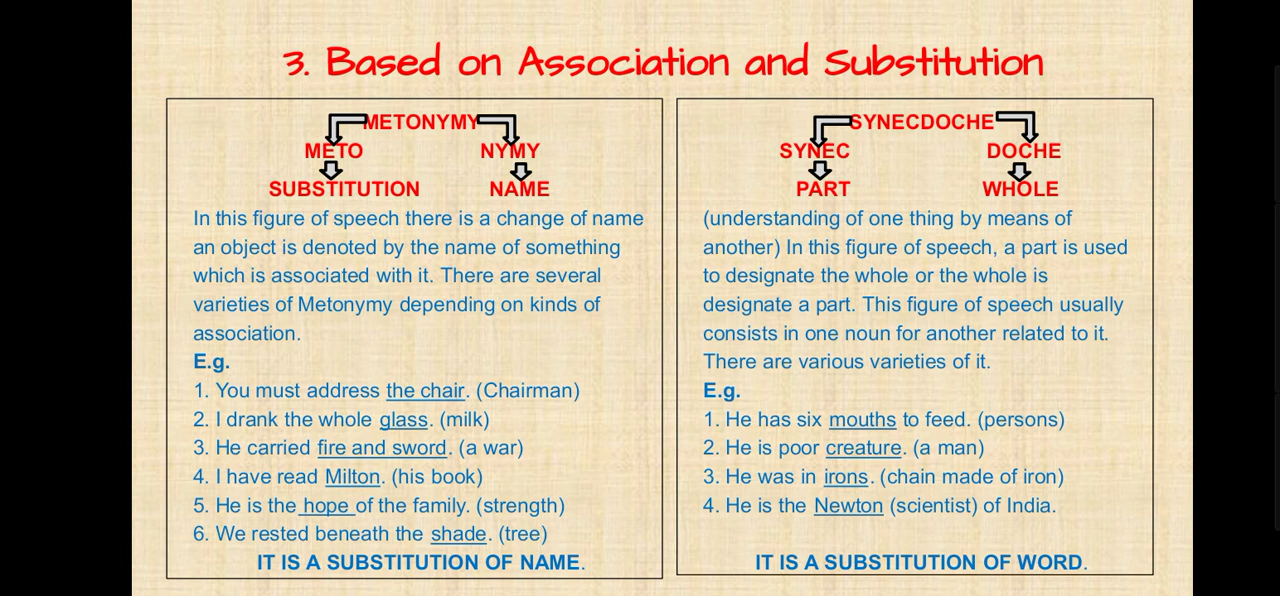 3. Based on Association and Substitution
METONYMY
METO NYMY
SUBSTITUTION NAME
In this figure of speech there is a change of name
an object is denoted by the name of something
which is associated with it. There are several
varieties of Metonymy depending on kinds of
association.
E.g.
1. You must address the chair. (Chairman)
2. I drank the whole glass. (milk)
3. He carried fire and sword. (a war)
4. I have read Milton. (his book)
5. He is the hope of the family. (strength)
6. We rested beneath the shade. (tree)
IT IS A SUBSTITUTION OF NAME.
SYNECDOCHE
SYNEC DOCHE
PART WHOLE
(understanding of one thing by means of
another) In this figure of speech, a part is used
to designate the whole or the whole is
designate a part. This figure of speech usually
consists in one noun for another related to it.
There are various varieties of it.
E.g.
1. He has six mouths to feed. (persons)
2. He is poor creature. (a man)
3. He was in irons. (chain made of iron)
4. He is the Newton (scientist) of India.
IT IS A SUBSTITUTION OF WORD.